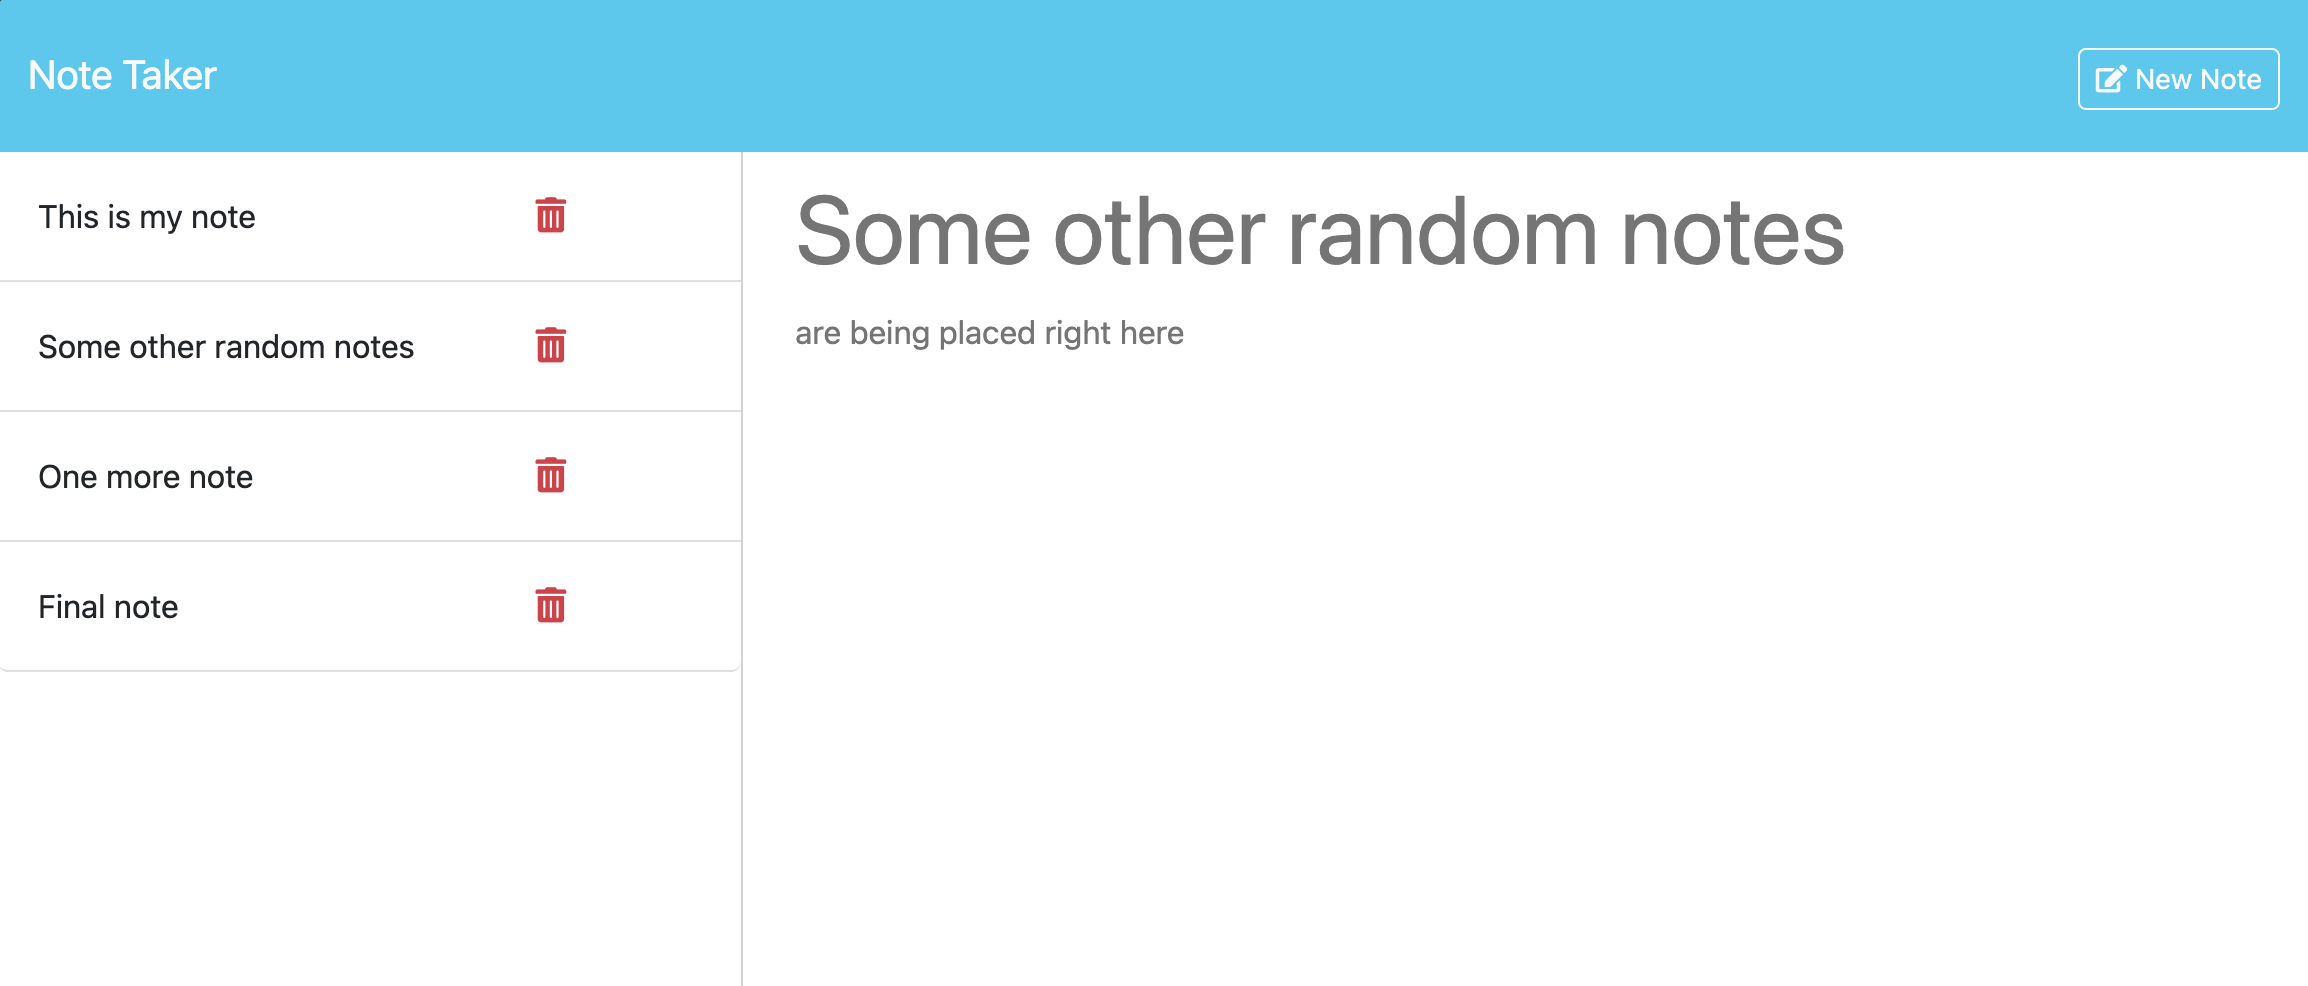 Note Taker
New Note
This is my note
Some other random notes
One more note
Final note
Some other random notes
are being placed right here